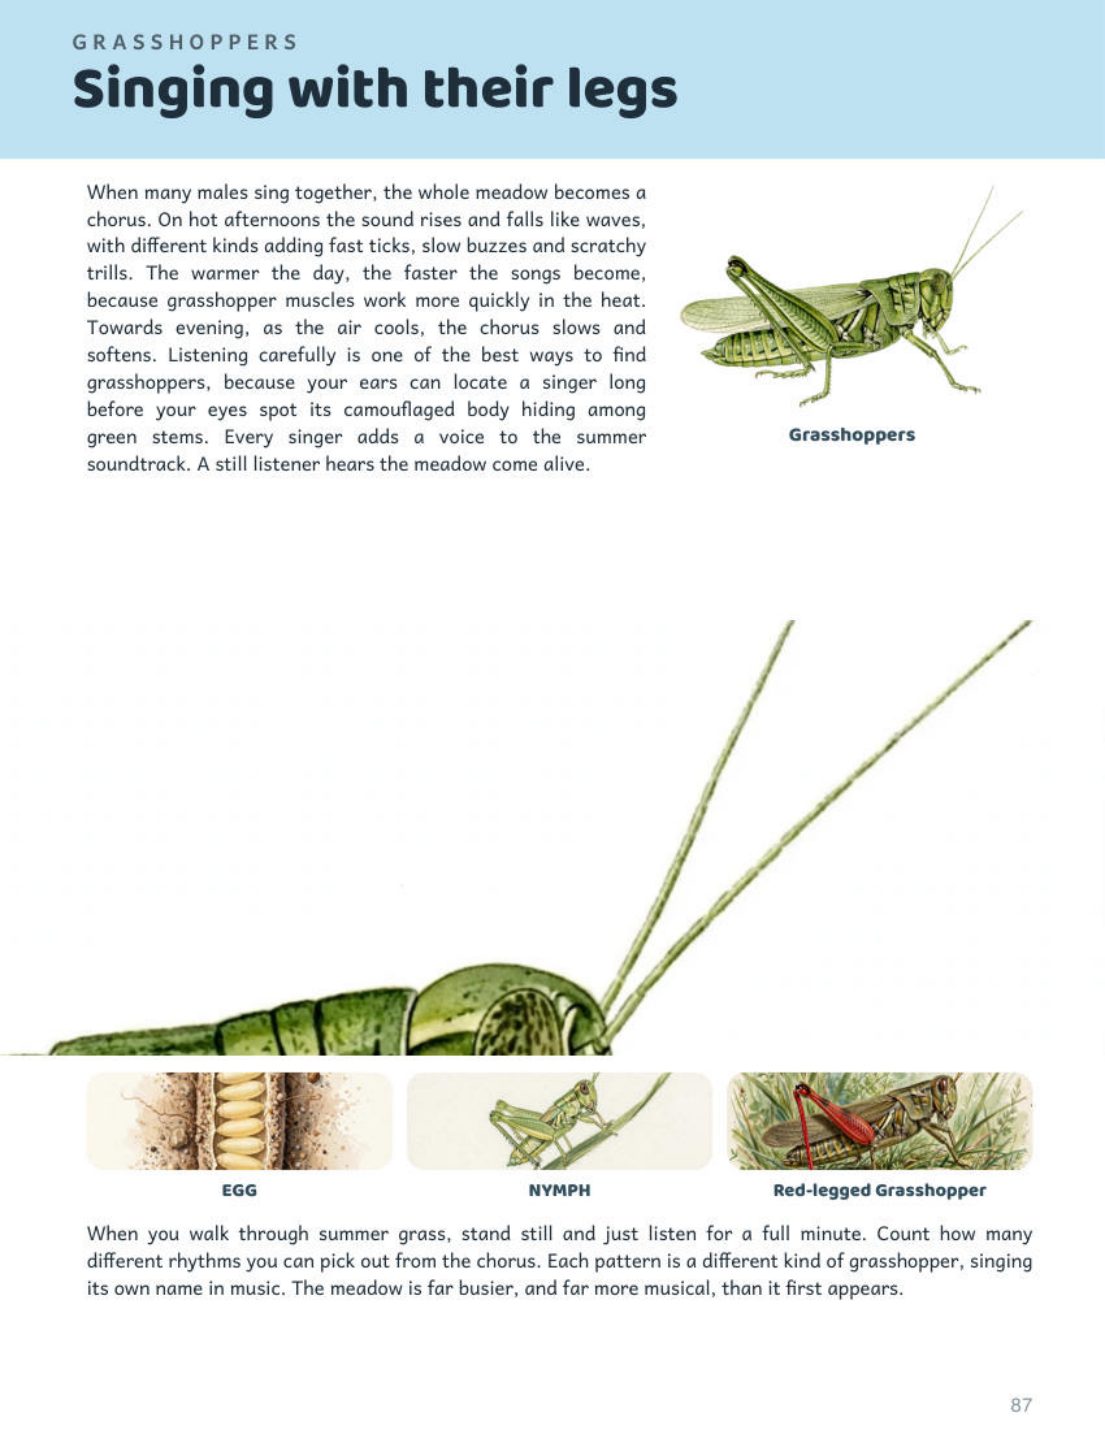 GRASSHOPPERS
Singing with their legs
When many males sing together, the whole meadow becomes a
chorus. On hot afternoons the sound rises and falls like waves,
with different kinds adding fast ticks, slow buzzes and scratchy
trills. The warmer the day, the faster the songs become,
because grasshopper muscles work more quickly in the heat.
Towards evening, as the air cools, the chorus slows and
softens. Listening carefully is one of the best ways to find
grasshoppers, because your ears can locate a singer long
before your eyes spot its camouflaged body hiding among
green stems. Every singer adds a voice to the summer
soundtrack. A still listener hears the meadow come alive.
Grasshoppers
EGG
NYMPH
Red-legged Grasshopper
When you walk through summer grass, stand still and just listen for a full minute. Count how many
different rhythms you can pick out from the chorus. Each pattern is a different kind of grasshopper, singing
its own name in music. The meadow is far busier, and far more musical, than it first appears.
87